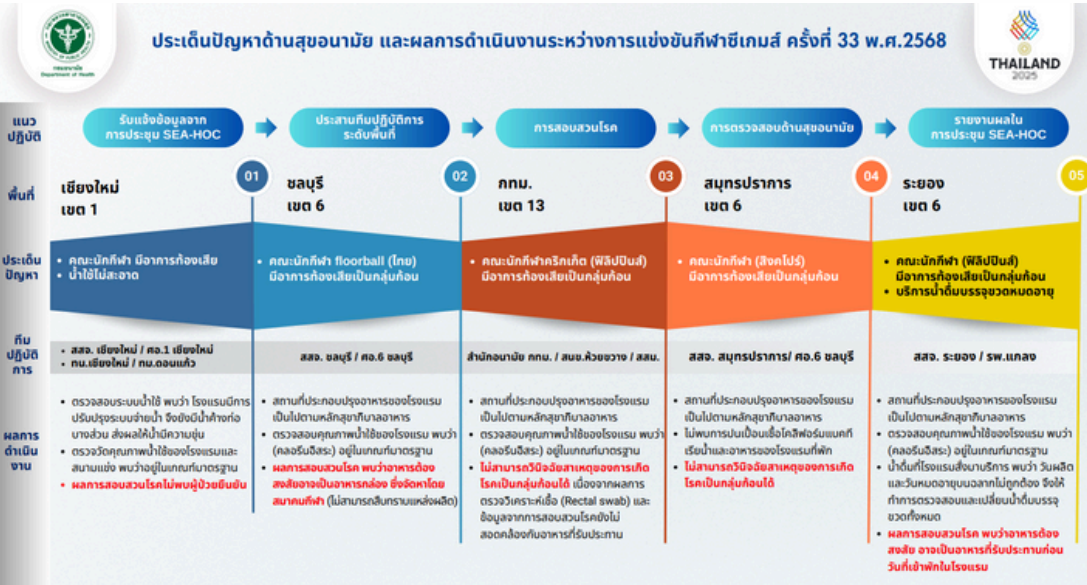 กรมอนามัย
Department of Health
ประเด็นปัญหาด้านสุขอนามัย และผลการดำเนินงานระหว่างการแข่งขันกีฬาซีเกมส์ ครั้งที่ 33 พ.ศ.2568
THAILAND
2025
แนว
ปฏิบัติ
รับแจ้งข้อมูลจาก
การประชุม SEA-HOC
ประสานทีมปฏิบัติการ
ระดับพื้นที่
การสอบสวนโรค
การตรวจสอบด้านสุขอนามัย
รายงานผลใน
การประชุม SEA-HOC
พื้นที่
เชียงใหม่
เขต 1
01
ชลบุรี
เขต 6
02
กทม.
เขต 13
03
สมุทรปราการ
เขต 6
04
ระยอง
เขต 6
05
ประเด็น
ปัญหา
• คณะนักกีฬา มีอาการท้องเสีย
• น้ำใช้ไม่สะอาด
• คณะนักกีฬา floorball (ไทย)
มีอาการท้องเสียเป็นกลุ่มก้อน
• คณะนักกีฬาคริกเก็ต (ฟิลิปปินส์)
มีอาการท้องเสียเป็นกลุ่มก้อน
• คณะนักกีฬา (สิงคโปร์)
มีอาการท้องเสียเป็นกลุ่มก้อน
• คณะนักกีฬา (ฟิลิปปินส์)
มีอาการท้องเสียเป็นกลุ่มก้อน
• บริการน้ำดื่มบรรจุขวดหมดอายุ
ทีม
ปฏิบัติ
การ
• สสจ. เชียงใหม่ / ศอ.1 เชียงใหม่
• ทน.เชียงใหม่ / ทม.ดอนแก้ว
สสจ. ชลบุรี / ศอ.6 ชลบุรี
สำนักอนามัย กทม. / สนข.ห้วยขวาง / สสม.
สสจ. สมุทรปราการ/ ศอ.6 ชลบุรี
สสจ. ระยอง / รพ.แกลง
ผลการ
ดำเนิน
งาน
• ตรวจสอบระบบน้ำใช้ พบว่า โรงแรมมีการ
ปรับปรุงระบบจ่ายน้ำ จึงยังมีน้ำค้างท่อ
บางส่วน ส่งผลให้น้ำมีความขุ่น
• ตรวจวัดคุณภาพน้ำใช้ของโรงแรมและ
สนามแข่ง พบว่าอยู่ในเกณฑ์มาตรฐาน
• ผลการสอบสวนโรคไม่พบผู้ป่วยยืนยัน
• สถานที่ประกอบปรุงอาหารของโรงแรม
เป็นไปตามหลักสุขาภิบาลอาหาร
• ตรวจสอบคุณภาพน้ำใช้ของโรงแรม พบว่า
(คลอรีนอิสระ) อยู่ในเกณฑ์มาตรฐาน
• ผลการสอบสวนโรค พบว่าอาหารต้อง
สงสัยอาจเป็นอาหารกล่อง ซึ่งจัดหาโดย
สมาคมกีฬา (ไม่สามารถสืบทราบแหล่งผลิต)
• สถานที่ประกอบปรุงอาหารของโรงแรม
เป็นไปตามหลักสุขาภิบาลอาหาร
• ตรวจสอบคุณภาพน้ำใช้ของโรงแรม พบว่า
(คลอรีนอิสระ) อยู่ในเกณฑ์มาตรฐาน
• ไม่สามารถวินิจฉัยสาเหตุของการเกิด
โรคเป็นกลุ่มก้อนได้ เนื่องจากผลการ
ตรวจวิเคราะห์เชื้อ (Rectal swab) และ
ข้อมูลจากการสอบสวนโรคยังไม่
สอดคล้องกับอาหารที่รับประทาน
• สถานที่ประกอบปรุงอาหารของโรงแรม
เป็นไปตามหลักสุขาภิบาลอาหาร
• ไม่พบการปนเปื้อนเชื้อโคลิฟอร์มแบคที
เรียน้ำและอาหารของโรงแรมที่พัก
• ไม่สามารถวินิจฉัยสาเหตุของการเกิด
โรคเป็นกลุ่มก้อนได้
• สถานที่ประกอบปรุงอาหารของโรงแรม
เป็นไปตามหลักสุขาภิบาลอาหาร
• ตรวจสอบคุณภาพน้ำใช้ของโรงแรม พบว่า
(คลอรีนอิสระ) อยู่ในเกณฑ์มาตรฐาน
• น้ำดื่มที่โรงแรมสั่งมาบริการ พบว่า วันผลิต
และวันหมดอายุบนฉลากไม่ถูกต้อง จึงให้
ทำการตรวจสอบและเปลี่ยนน้ำดื่มบรรจุ
ขวดทั้งหมด
• ผลการสอบสวนโรค พบว่าอาหารต้อง
สงสัย อาจเป็นอาหารที่รับประทานก่อน
วันที่เข้าพักในโรงแรม